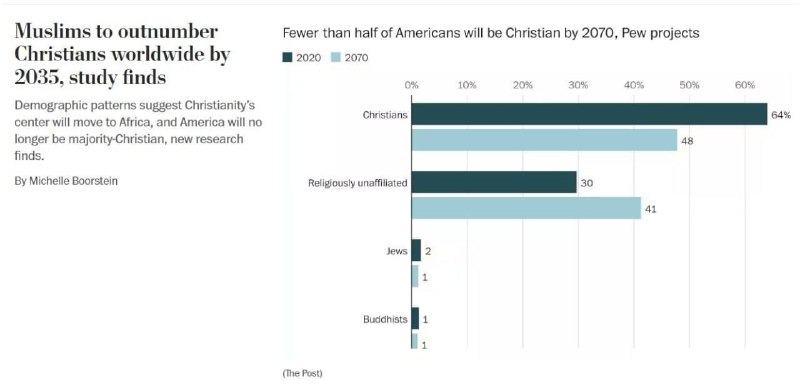 Muslims to outnumber
Christians worldwide by
2035, study finds
Demographic patterns suggest Christianity's
center will move to Africa, and America will no
longer be majority-Christian, new research
finds.
By Michelle Boorstein
Fewer than half of Americans will be Christian by 2070, Pew projects
2020 2070
0% 10% 20% 30% 40% 50% 60%
Christians 64%
48
Religiously unaffiliated 30
41
Jews 2
1
Buddhists 1
1
(The Post)